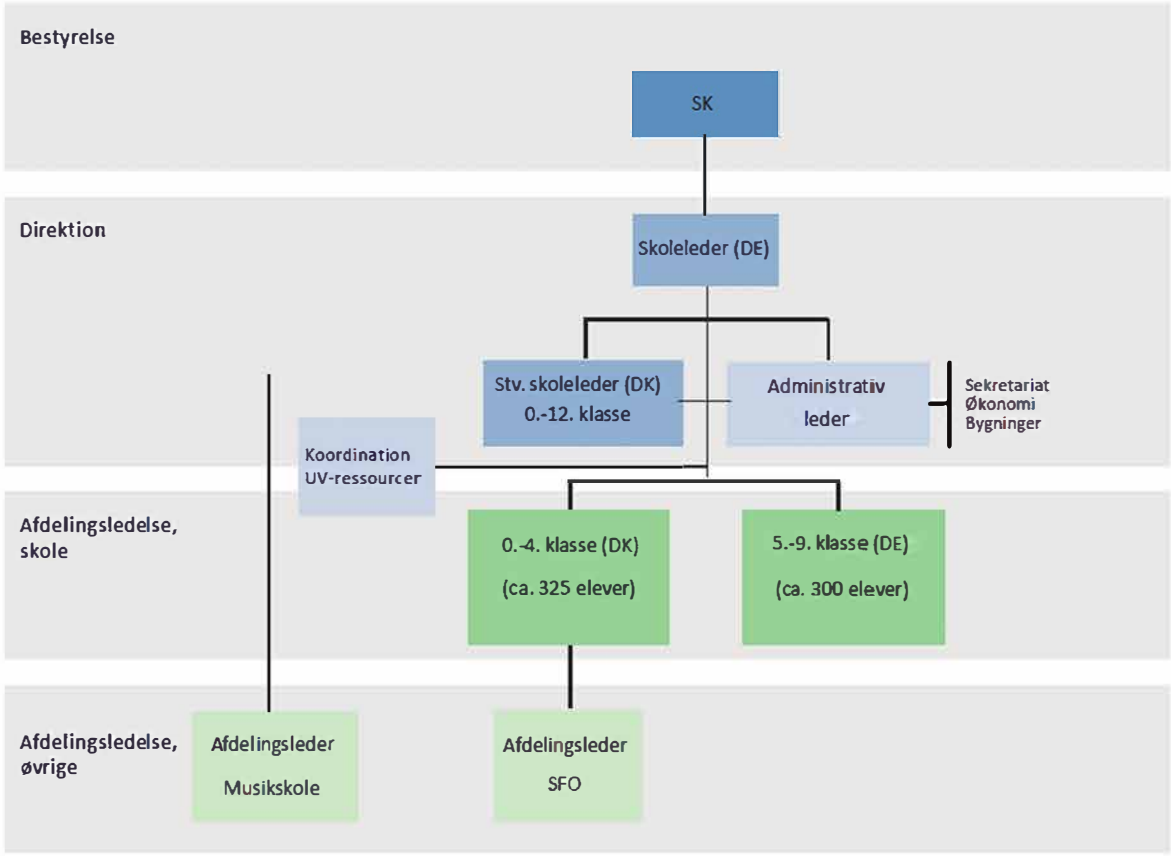 Bestyrelse
SK
Direktion
Skoleleder (DE)
Stv. skoleleder (DK)
0.-12. klasse
Administrativ
leder
Sekretariat
Økonomi
Bygninger
Koordination
UV-ressourcer
Afdelingsledelse,
skole
0.-4. klasse (DK)
(ca. 325 elever)
5.-9. klasse (DE)
(ca. 300 elever)
Afdelingsledelse,
øvrige
Afdelingsleder
Musikskole
Afdelingsleder
SFO